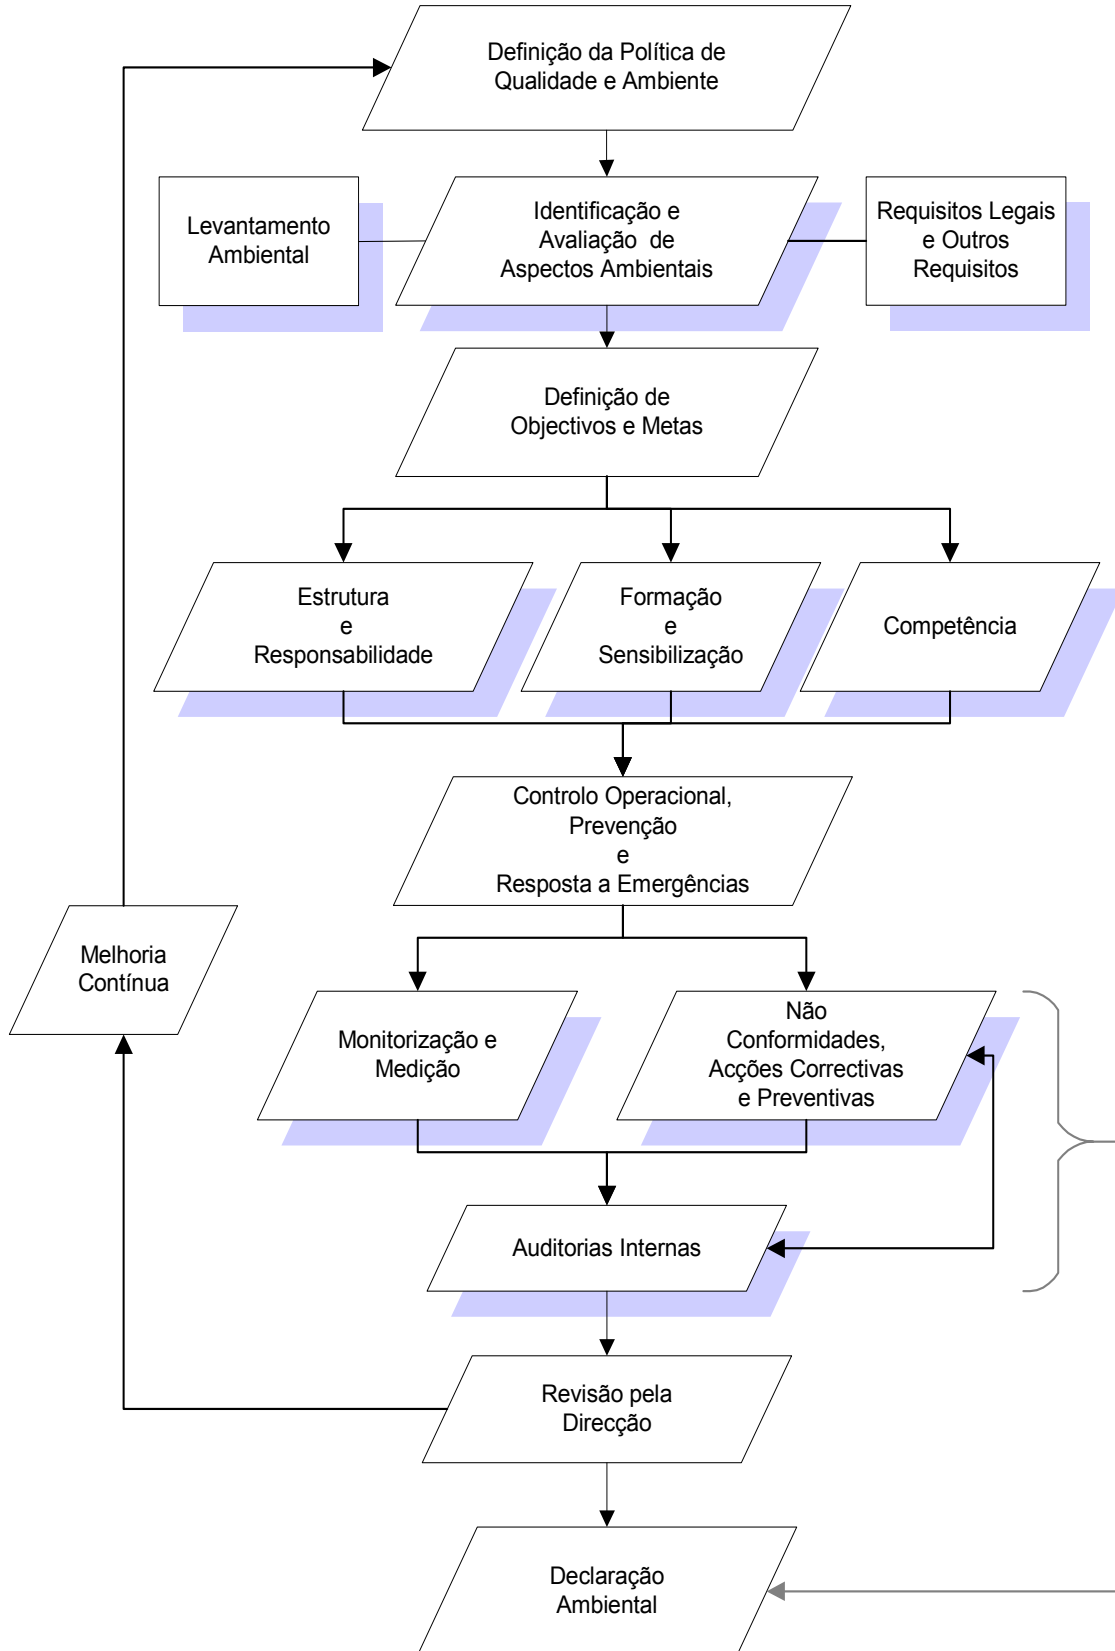 Definição da Política de
Qualidade e Ambiente
Levantamento
Ambiental
Identificação e
Avaliação de
Aspectos Ambientais
Requisitos Legais
e Outros
Requisitos
Definição de
Objectivos e Metas
Estrutura
e
Responsabilidade
Formação
e
Sensibilização
Competência
Controlo Operacional,
Prevenção
e
Resposta a Emergências
Melhoria
Contínua
Monitorização e
Medição
Não
Conformidades,
Acções Correctivas
e Preventivas
Auditorias Internas
Revisão pela
Direcção
Declaração
Ambiental